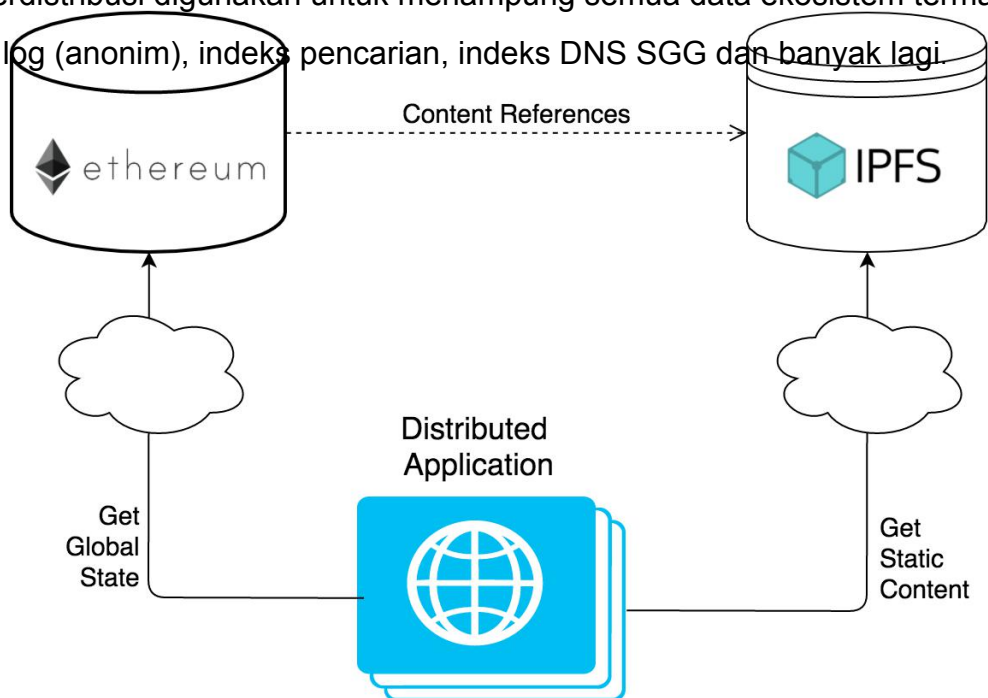 erdistribusi digunakan untuk menampung semua data ekosistem terma
log (anonim), indeks pencarian, indeks DNS SGG dan banyak lagi.
Content References
ethereum
IPFS
Distributed
Application
Get
Global
State
Get
Static
Content